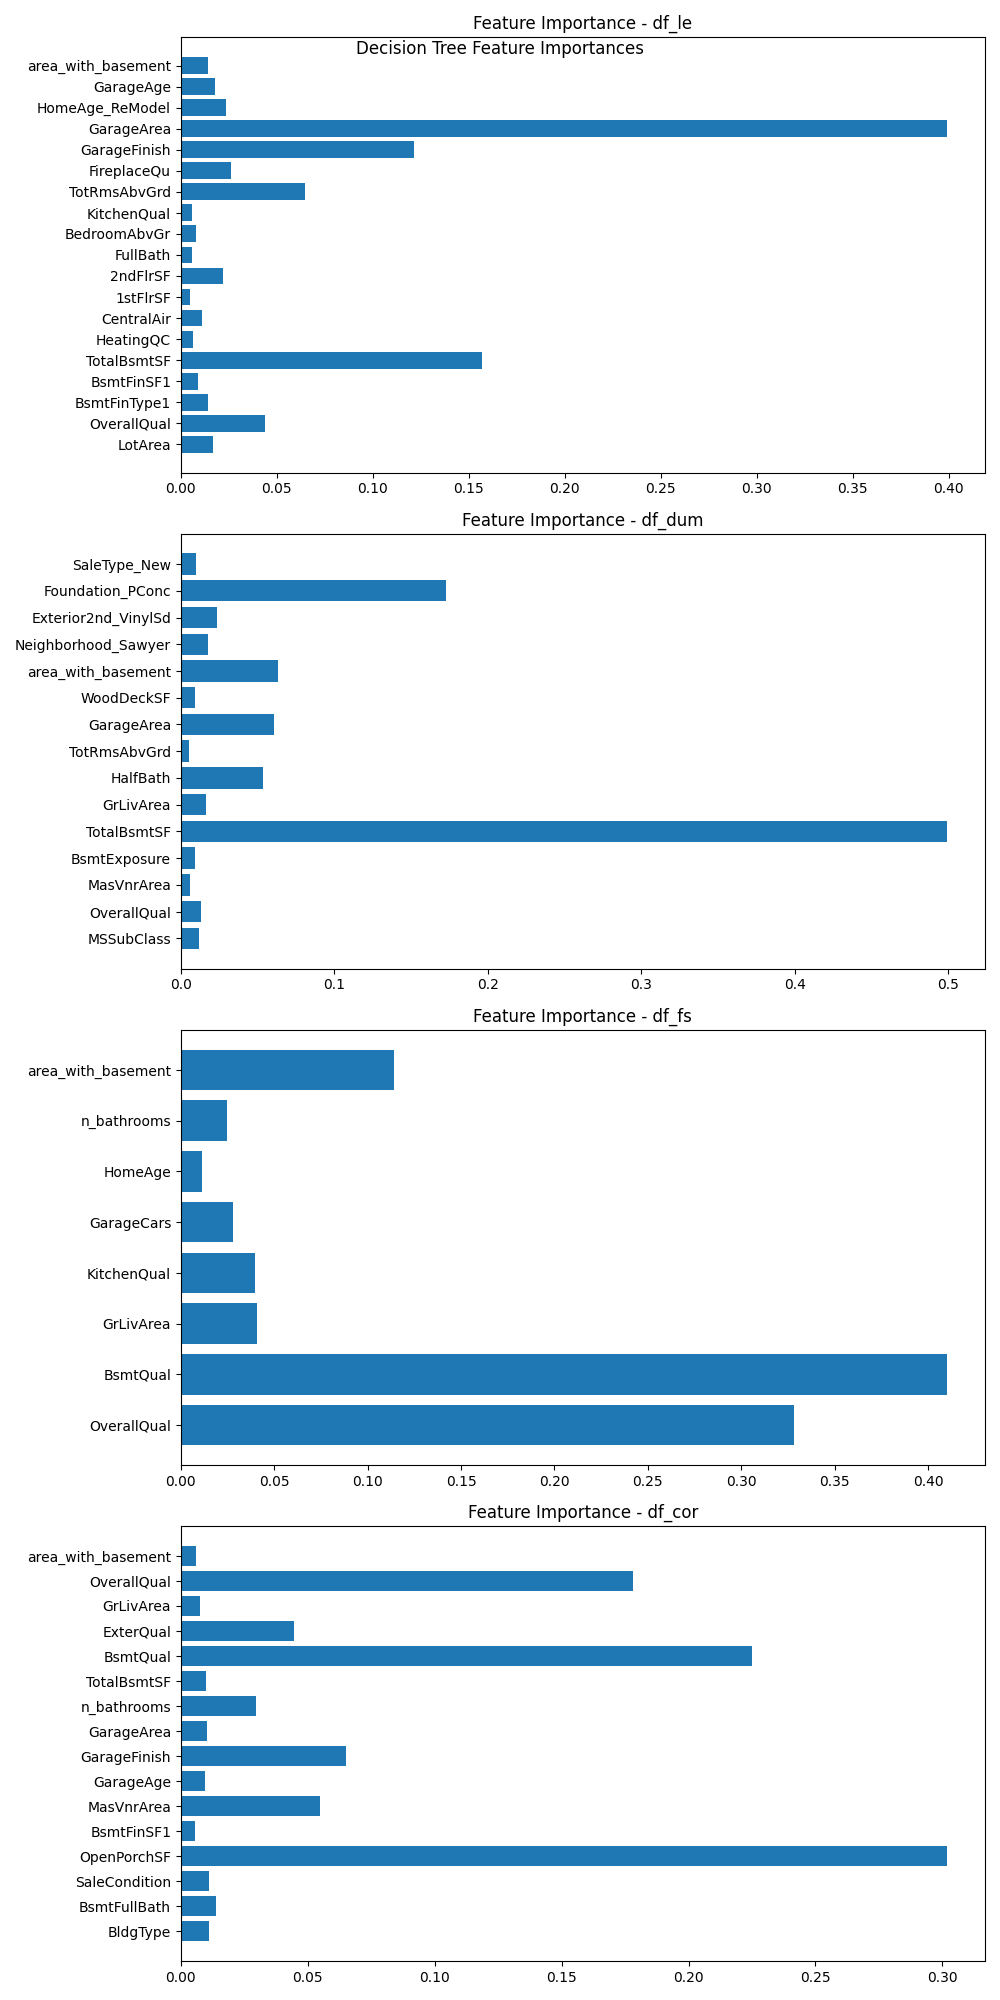 Feature Importance - df_le
Decision Tree Feature Importances
area_with_basement
GarageAge
HomeAge_ReModel
GarageArea
GarageFinish
FireplaceQu
TotRmsAbvGrd
KitchenQual
BedroomAbvGr
FullBath
2ndFlrSF
1stFlrSF
CentralAir
HeatingQC
TotalBsmtSF
BsmtFinSF1
BsmtFinType1
OverallQual
LotArea
0.00 0.05 0.10 0.15 0.20 0.25 0.30 0.35 0.40
Feature Importance - df_dum
SaleType_New
Foundation_PConc
Exterior2nd_VinylSd
Neighborhood_Sawyer
area_with_basement
WoodDeckSF
GarageArea
TotRmsAbvGrd
HalfBath
GrLivArea
TotalBsmtSF
BsmtExposure
MasVnrArea
OverallQual
MSSubClass
0.0 0.1 0.2 0.3 0.4 0.5
Feature Importance - df_fs
area_with_basement
n_bathrooms
HomeAge
GarageCars
KitchenQual
GrLivArea
BsmtQual
OverallQual
0.00 0.05 0.10 0.15 0.20 0.25 0.30 0.35 0.40
Feature Importance - df_cor
area_with_basement
OverallQual
GrLivArea
ExterQual
BsmtQual
TotalBsmtSF
n_bathrooms
GarageArea
GarageFinish
GarageAge
MasVnrArea
BsmtFinSF1
OpenPorchSF
SaleCondition
BsmtFullBath
BldgType
0.00 0.05 0.10 0.15 0.20 0.25 0.30